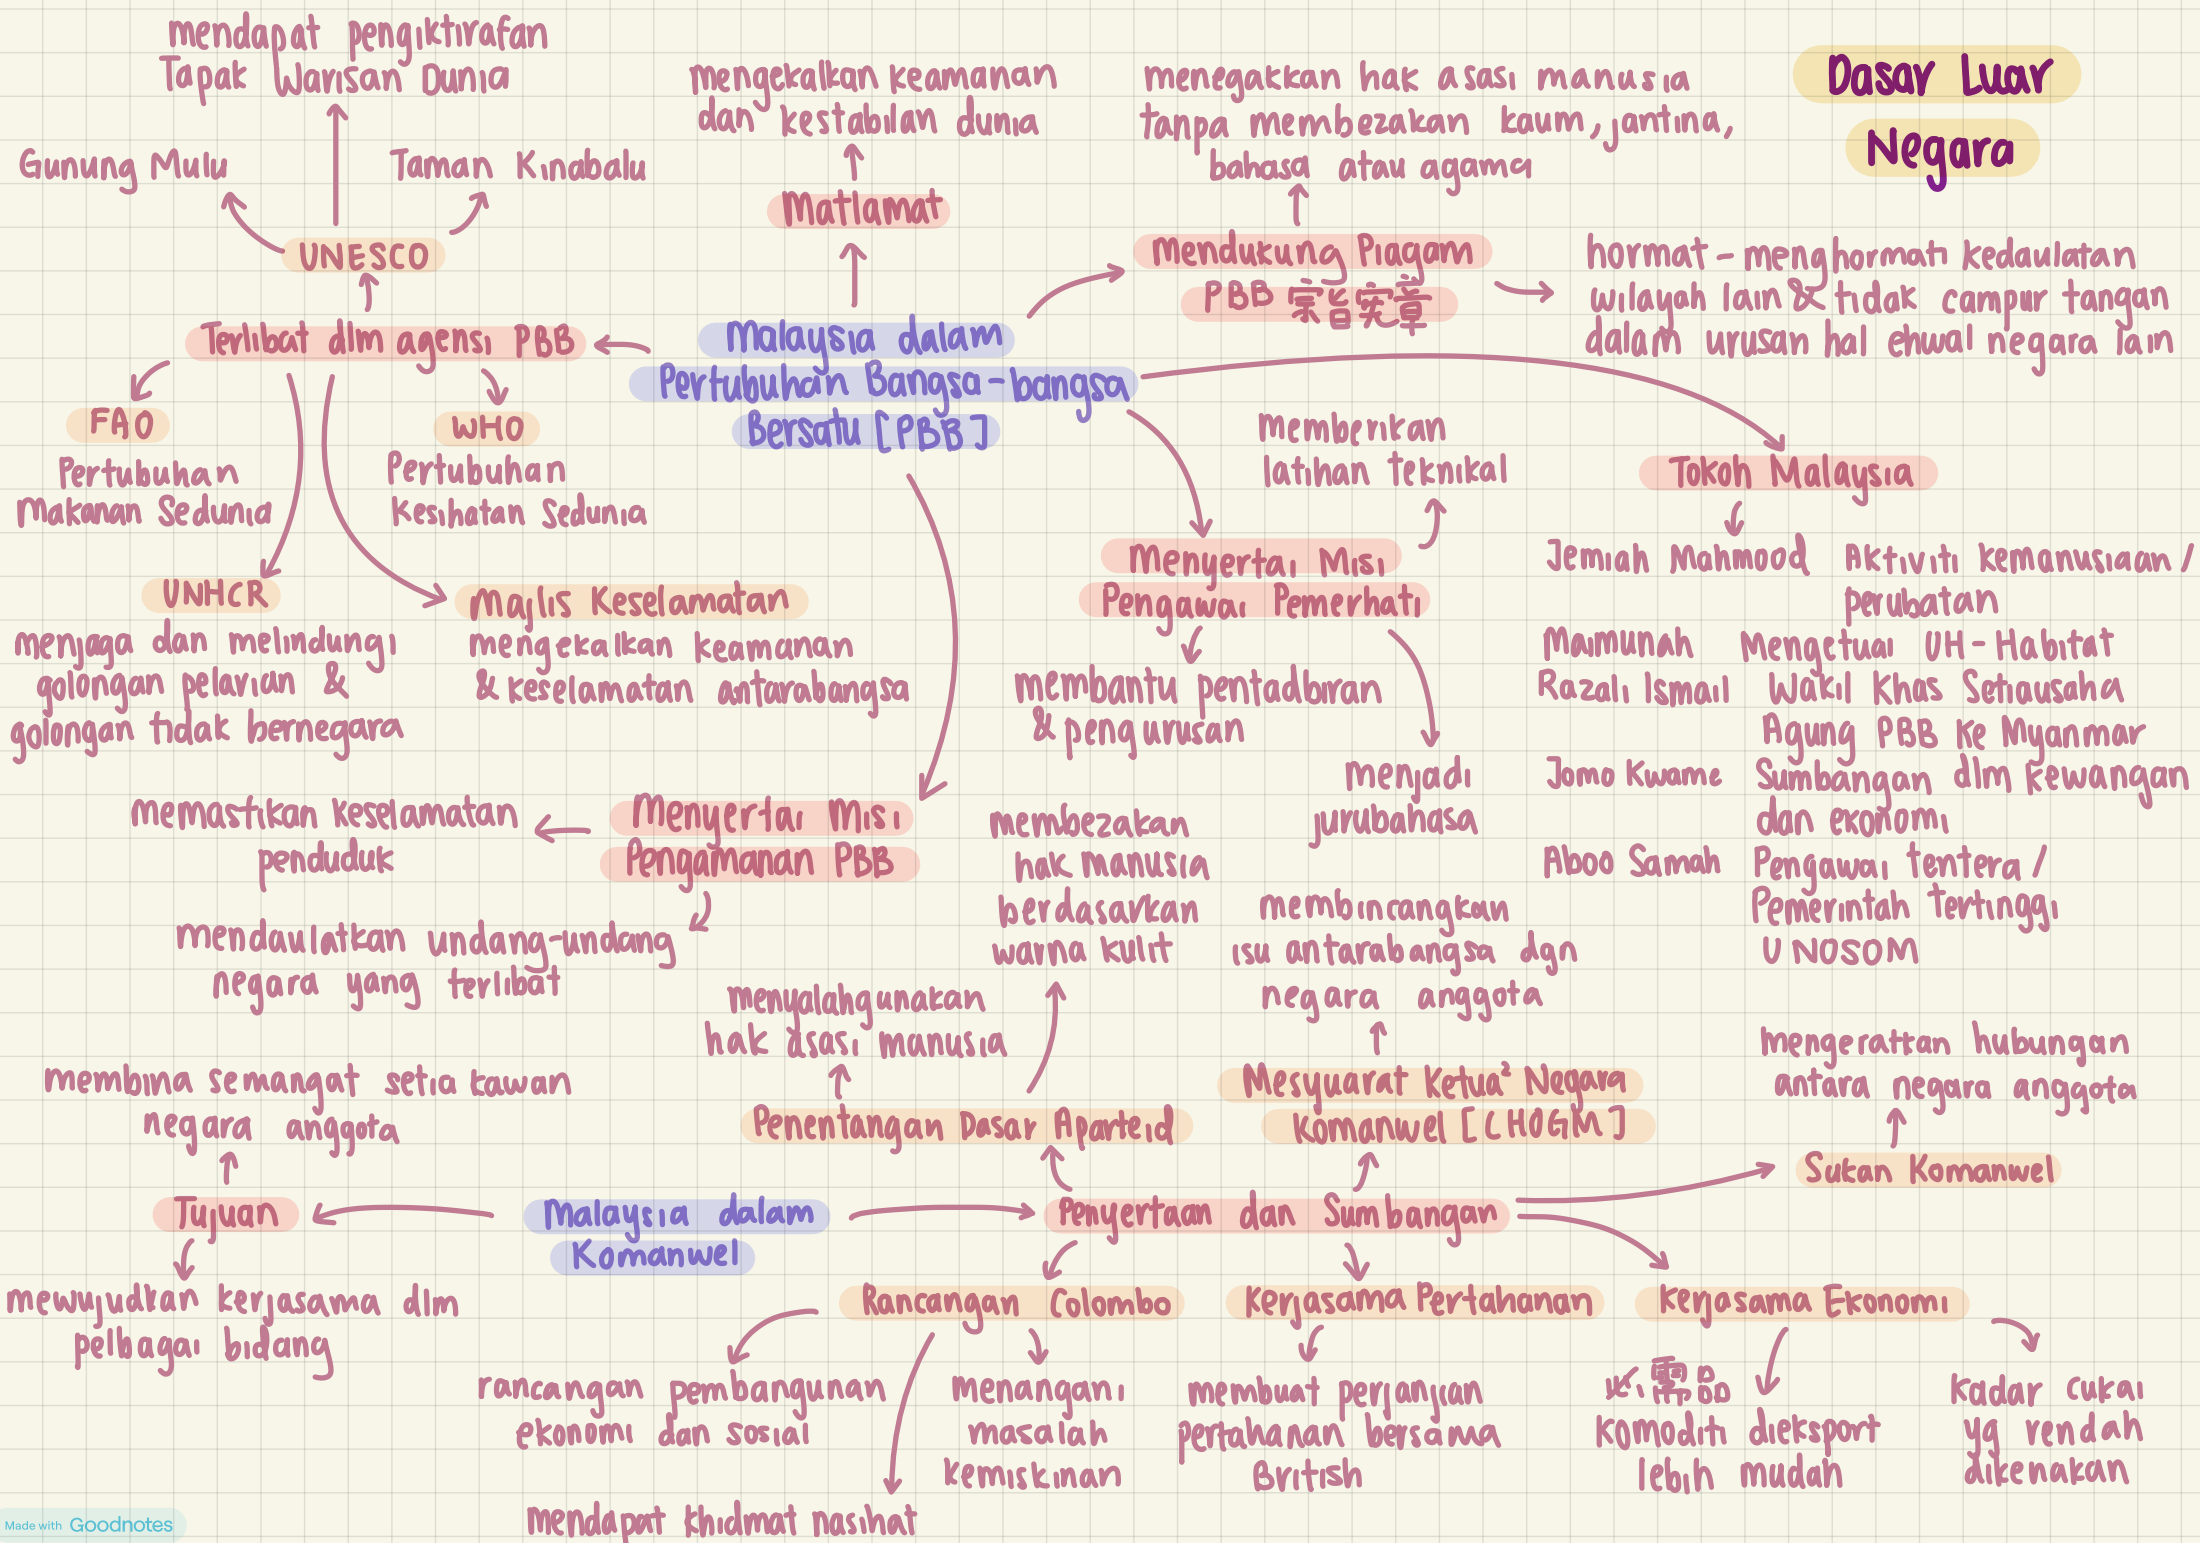 Dasar Luar
Negara
mendapat pengiktirafan
Tapak Warisan Dunia
Gunung Mulu
Taman Kinabalu
UNESCO
Terlibat dlm agensi PBB
FAO
Pertubuhan
Makanan Sedunia
WHO
Pertubuhan
Kesihatan Sedunia
UNHCR
menjaga dan melindungi
golongan pelarian &
golongan tidak bernegara
Majlis Keselamatan
mengekalkan keamanan
& keselamatan antarabangsa
mengekalkan keamanan
dan kestabilan dunia
Matlamat
Malaysia dalam
Pertubuhan Bangsa-bangsa
Bersatu [PBB]
menegakkan hak asasi manusia
tanpa membezakan kaum, jantina,
bahasa atau agama
Mendukung Piagam
PBB 宗旨宪章
hormat-menghormati kedaulatan
wilayah lain & tidak campur tangan
dalam urusan hal ehwal negara lain
memberikan
latihan teknikal
Menyertai Misi
Pengawai Pemerhati
membantu pentadbiran
& pengurusan
menjadi
jurubahasa
Tokoh Malaysia
Jemiah Mahmood Aktiviti kemanusiaan /
perubatan
Maimunah Mengetuai UH-Habitat
Razali Ismail Wakil Khas Setiausaha
Agung PBB ke Myanmar
Jomo Kwame Sumbangan dlm kewangan
dan ekonomi
Aboo Samah Pengawai tentera /
Pemerintah Tertinggi
UNOSOM
Menyertai Misi
Pengamanan PBB
memastikan keselamatan
penduduk
mendaulatkan undang-undang
negara yang terlibat
membina semangat setia kawan
negara anggota
Tujuan
mewujudkan kerjasama dlm
pelbagai bidang
Malaysia dalam
Komanwel
Penyertaan dan Sumbangan
membezakan
hak manusia
berdasarkan
warna kulit
menyalahgunakan
hak asasi manusia
Penentangan Dasar Aparteid
membincangkan
isu antarabangsa dgn
negara anggota
Mesyuarat Ketua² Negara
Komanwel [CHOGM]
mengeratkan hubungan
antara negara anggota
Sukan Komanwel
Rancangan Colombo
rancangan pembangunan
ekonomi dan sosial
menangani
masalah
kemiskinan
mendapat khidmat nasihat
Kerjasama Pertahanan
membuat perjanjian
pertahanan bersama
British
Kerjasama Ekonomi
必需品
komoditi dieksport
lebih mudah
kadar cukai
yg rendah
dikenakan
Made with Goodnotes